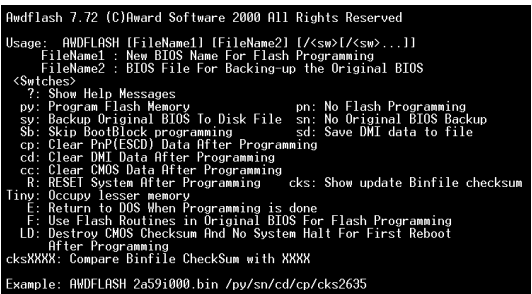 Awdflash 7.72 (C)Award Software 2000 All Rights Reserved
Usage: AWDFLASH [FileName1] [FileName2] [/<sw>[/<sw>...]]
FileName1 : New BIOS Name For Flash Programming
FileName2 : BIOS File For Backing-up the Original BIOS
<Swtches>
?: Show Help Messages
py: Program Flash Memory pn: No Flash Programming
sy: Backup Original BIOS To Disk File sn: No Original BIOS Backup
Sb: Skip BootBlock programming sd: Save DMI data to file
cp: Clear PnP(ESCD) Data After Programming
cd: Clear DMI Data After Programming
cc: Clear CMOS Data After Programming
R: RESET System After Programming cks: Show update Binfile checksum
Tiny: Occupy lesser memory
E: Return to DOS When Programming is done
F: Use Flash Routines in Original BIOS For Flash Programming
LD: Destroy CMOS Checksum And No System Halt For First Reboot
After Programming
cksXXXX: Compare Binfile CheckSum with XXXX
Example: AWDFLASH 2a59i000.bin /py/sn/cd/cp/cks2635